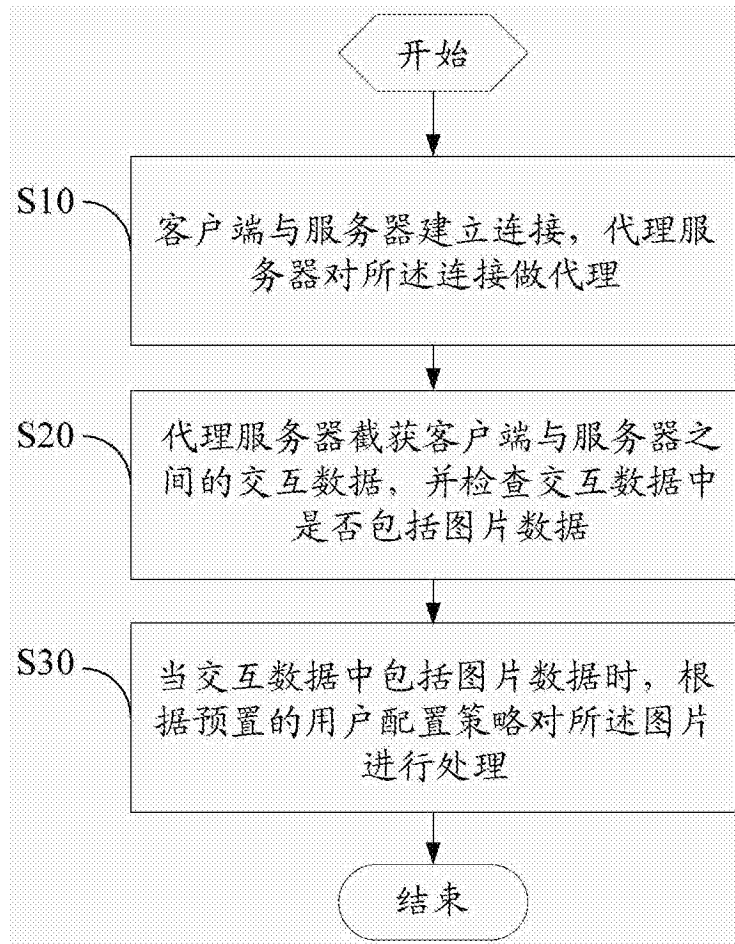 开始
S10
客户端与服务器建立连接，代理服
务器对所述连接做代理
S20
代理服务器截获客户端与服务器之
间的交互数据，并检查交互数据中
是否包括图片数据
S30
当交互数据中包括图片数据时，根
据预置的用户配置策略对所述图片
进行处理
结束